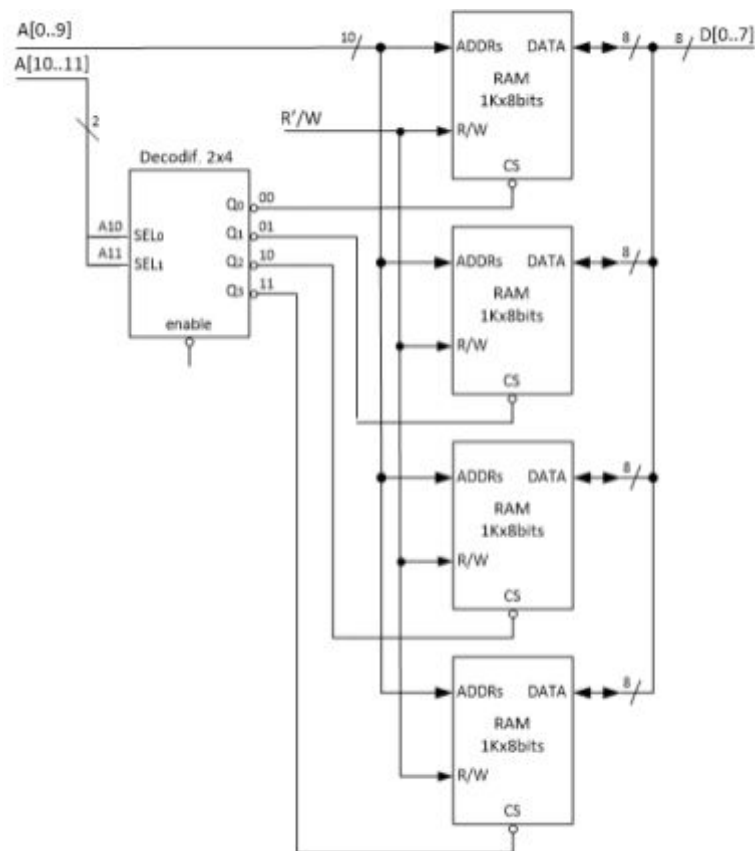 A[0..9]
A[10..11]
10
2
Decodif. 2x4
A10
A11
SEL0
SEL1
Q0
00
Q1
01
Q2
10
Q3
11
enable
R'/W
ADDRs DATA
RAM
1Kx8bits
R/W
CS
8
8
D[0..7]
ADDRs DATA
RAM
1Kx8bits
R/W
CS
8
ADDRs DATA
RAM
1Kx8bits
R/W
CS
8
ADDRs DATA
RAM
1Kx8bits
R/W
CS
8